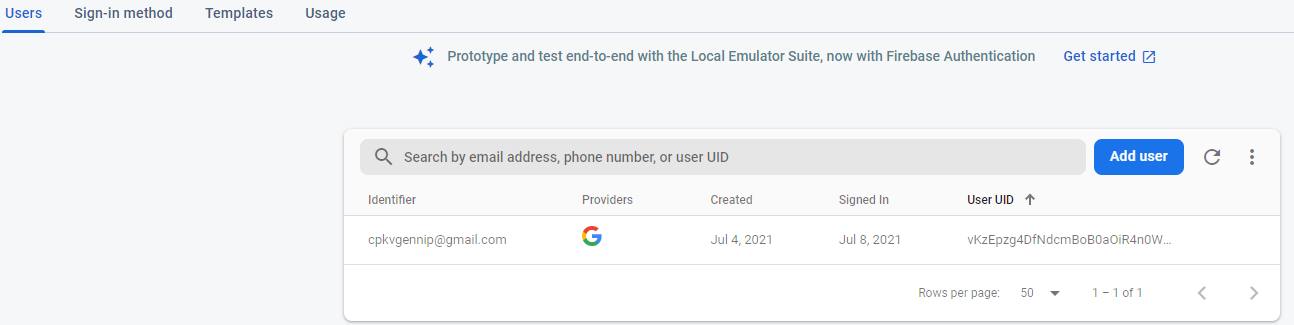 Users Sign-in method Templates Usage
Prototype and test end-to-end with the Local Emulator Suite, now with Firebase Authentication Get started
Search by email address, phone number, or user UID Add user
Identifier Providers Created Signed In User UID
cpkvgennip@gmail.com Jul 4, 2021 Jul 8, 2021 vKzEpzg4DfNdcmBoB0aOiR4n0W...
Rows per page: 50 1 – 1 of 1